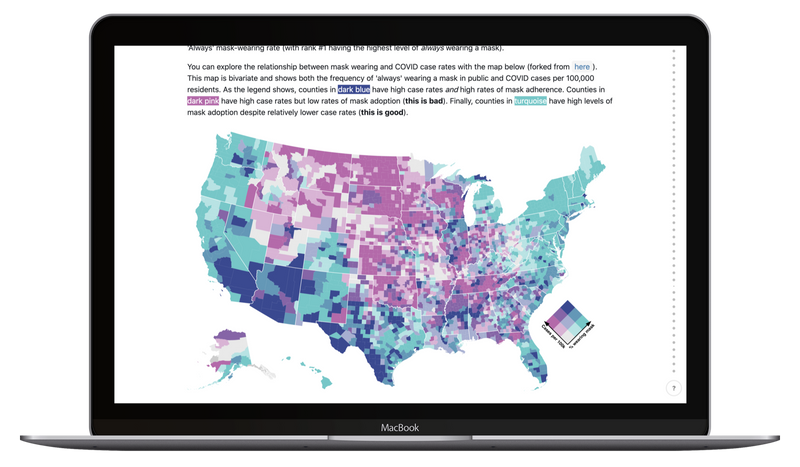 'Always' mask-wearing rate (with rank #1 having the highest level of always wearing a mask).
You can explore the relationship between mask wearing and COVID case rates with the map below (forked from here ).
This map is bivariate and shows both the frequency of 'always' wearing a mask in public and COVID cases per 100,000
residents. As the legend shows, counties in dark blue have high case rates and high rates of mask adherence. Counties in
dark pink have high case rates but low rates of mask adoption (this is bad). Finally, counties in turquoise have high levels of
mask adoption despite relatively lower case rates (this is good).
Cases per 100k
% wearing mask
?
MacBook